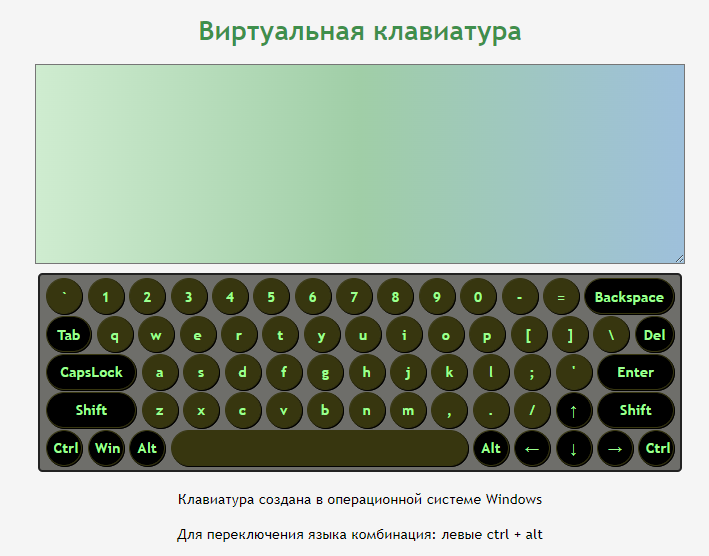 Виртуальная клавиатура
` 1 2 3 4 5 6 7 8 9 0 - = Backspace
Tab q w e r t y u i o p [ ] \ Del
CapsLock a s d f g h j k l ; ' Enter
Shift z x c v b n m , . / ↑ Shift
Ctrl Win Alt Alt ← ↓ → Ctrl
Клавиатура создана в операционной системе Windows
Для переключения языка комбинация: левые ctrl + alt